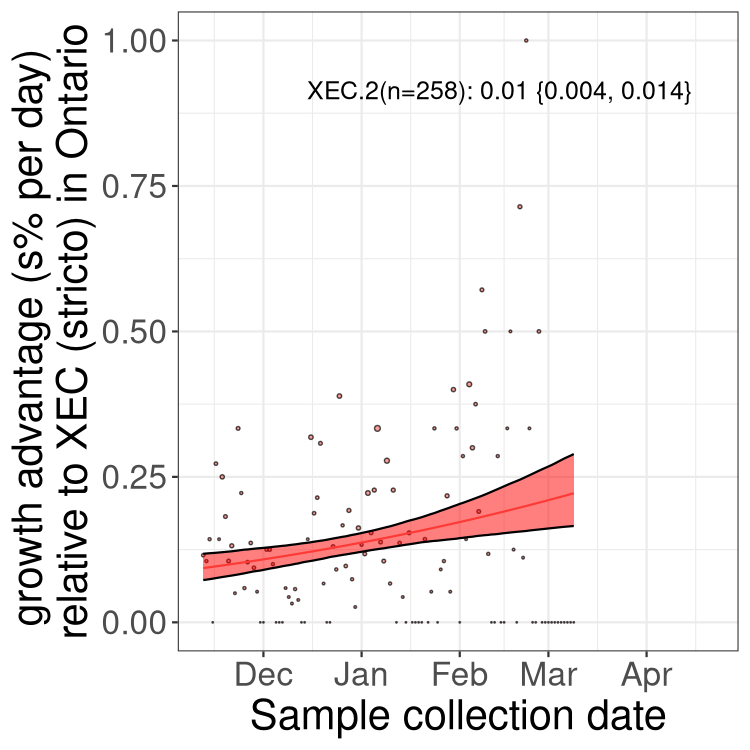 growth advantage (s% per day)
relative to XEC (stricto) in Ontario
1.00
0.75
0.50
0.25
0.00
XEC.2(n=258): 0.01 {0.004, 0.014}
Dec Jan Feb Mar Apr
Sample collection date